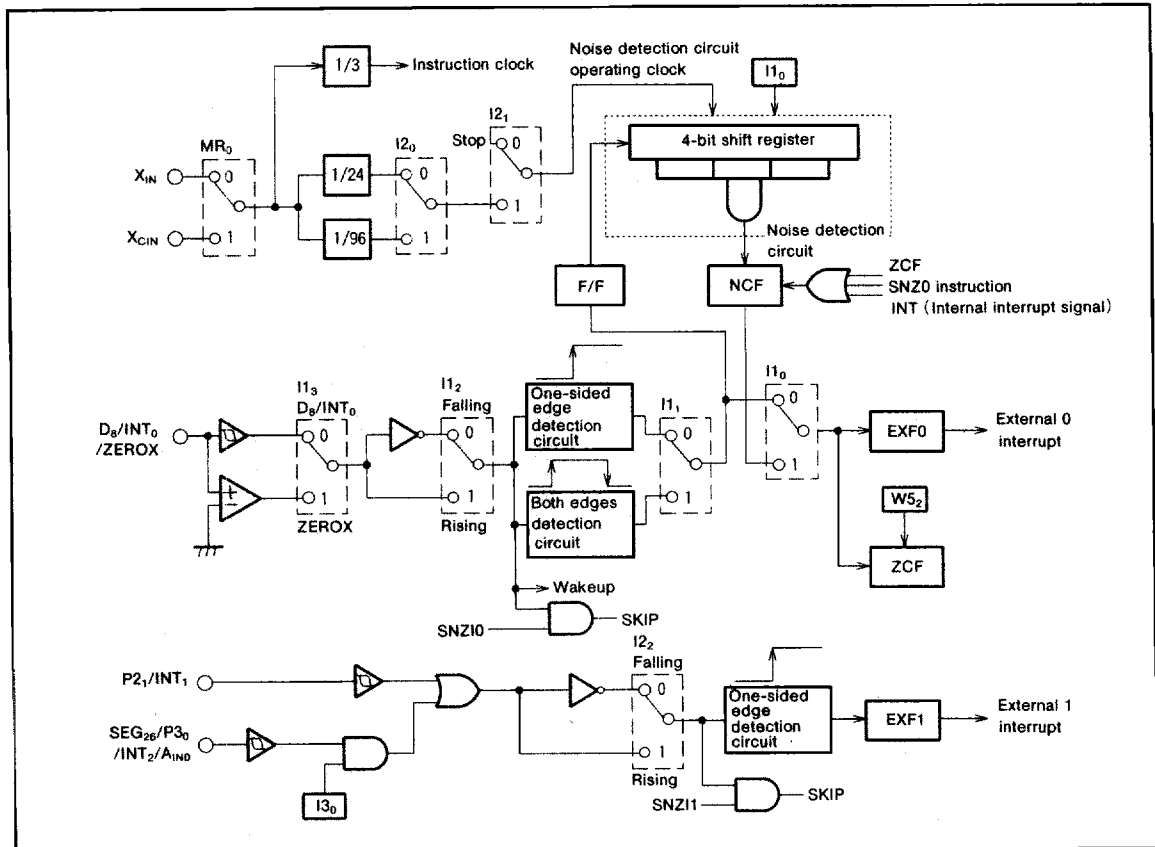 1/3
Instruction clock
Noise detection circuit
operating clock
I1₀
MR₀
X_IN
0
X_CIN
1
1/24
1/96
I2₀
0
1
I2₁
Stop
0
1
4-bit shift register
Noise detection
circuit
F/F
NCF
ZCF
SNZ0 instruction
INT (Internal interrupt signal)
D₈/INT₀
/ZEROX
I1₃
D₈/INT₀
0
1
ZEROX
I1₂
Falling
0
1
Rising
One-sided
edge
detection
circuit
Both edges
detection
circuit
I1₁
0
1
I1₀
0
1
EXF0
External 0
interrupt
W5₂
ZCF
Wakeup
SNZI0
SKIP
P2₁/INT₁
SEG₂₆/P3₀
/INT₂/A_IND
I3₀
I2₂
Falling
0
1
Rising
One-sided
edge
detection
circuit
EXF1
External 1
interrupt
SNZI1
SKIP